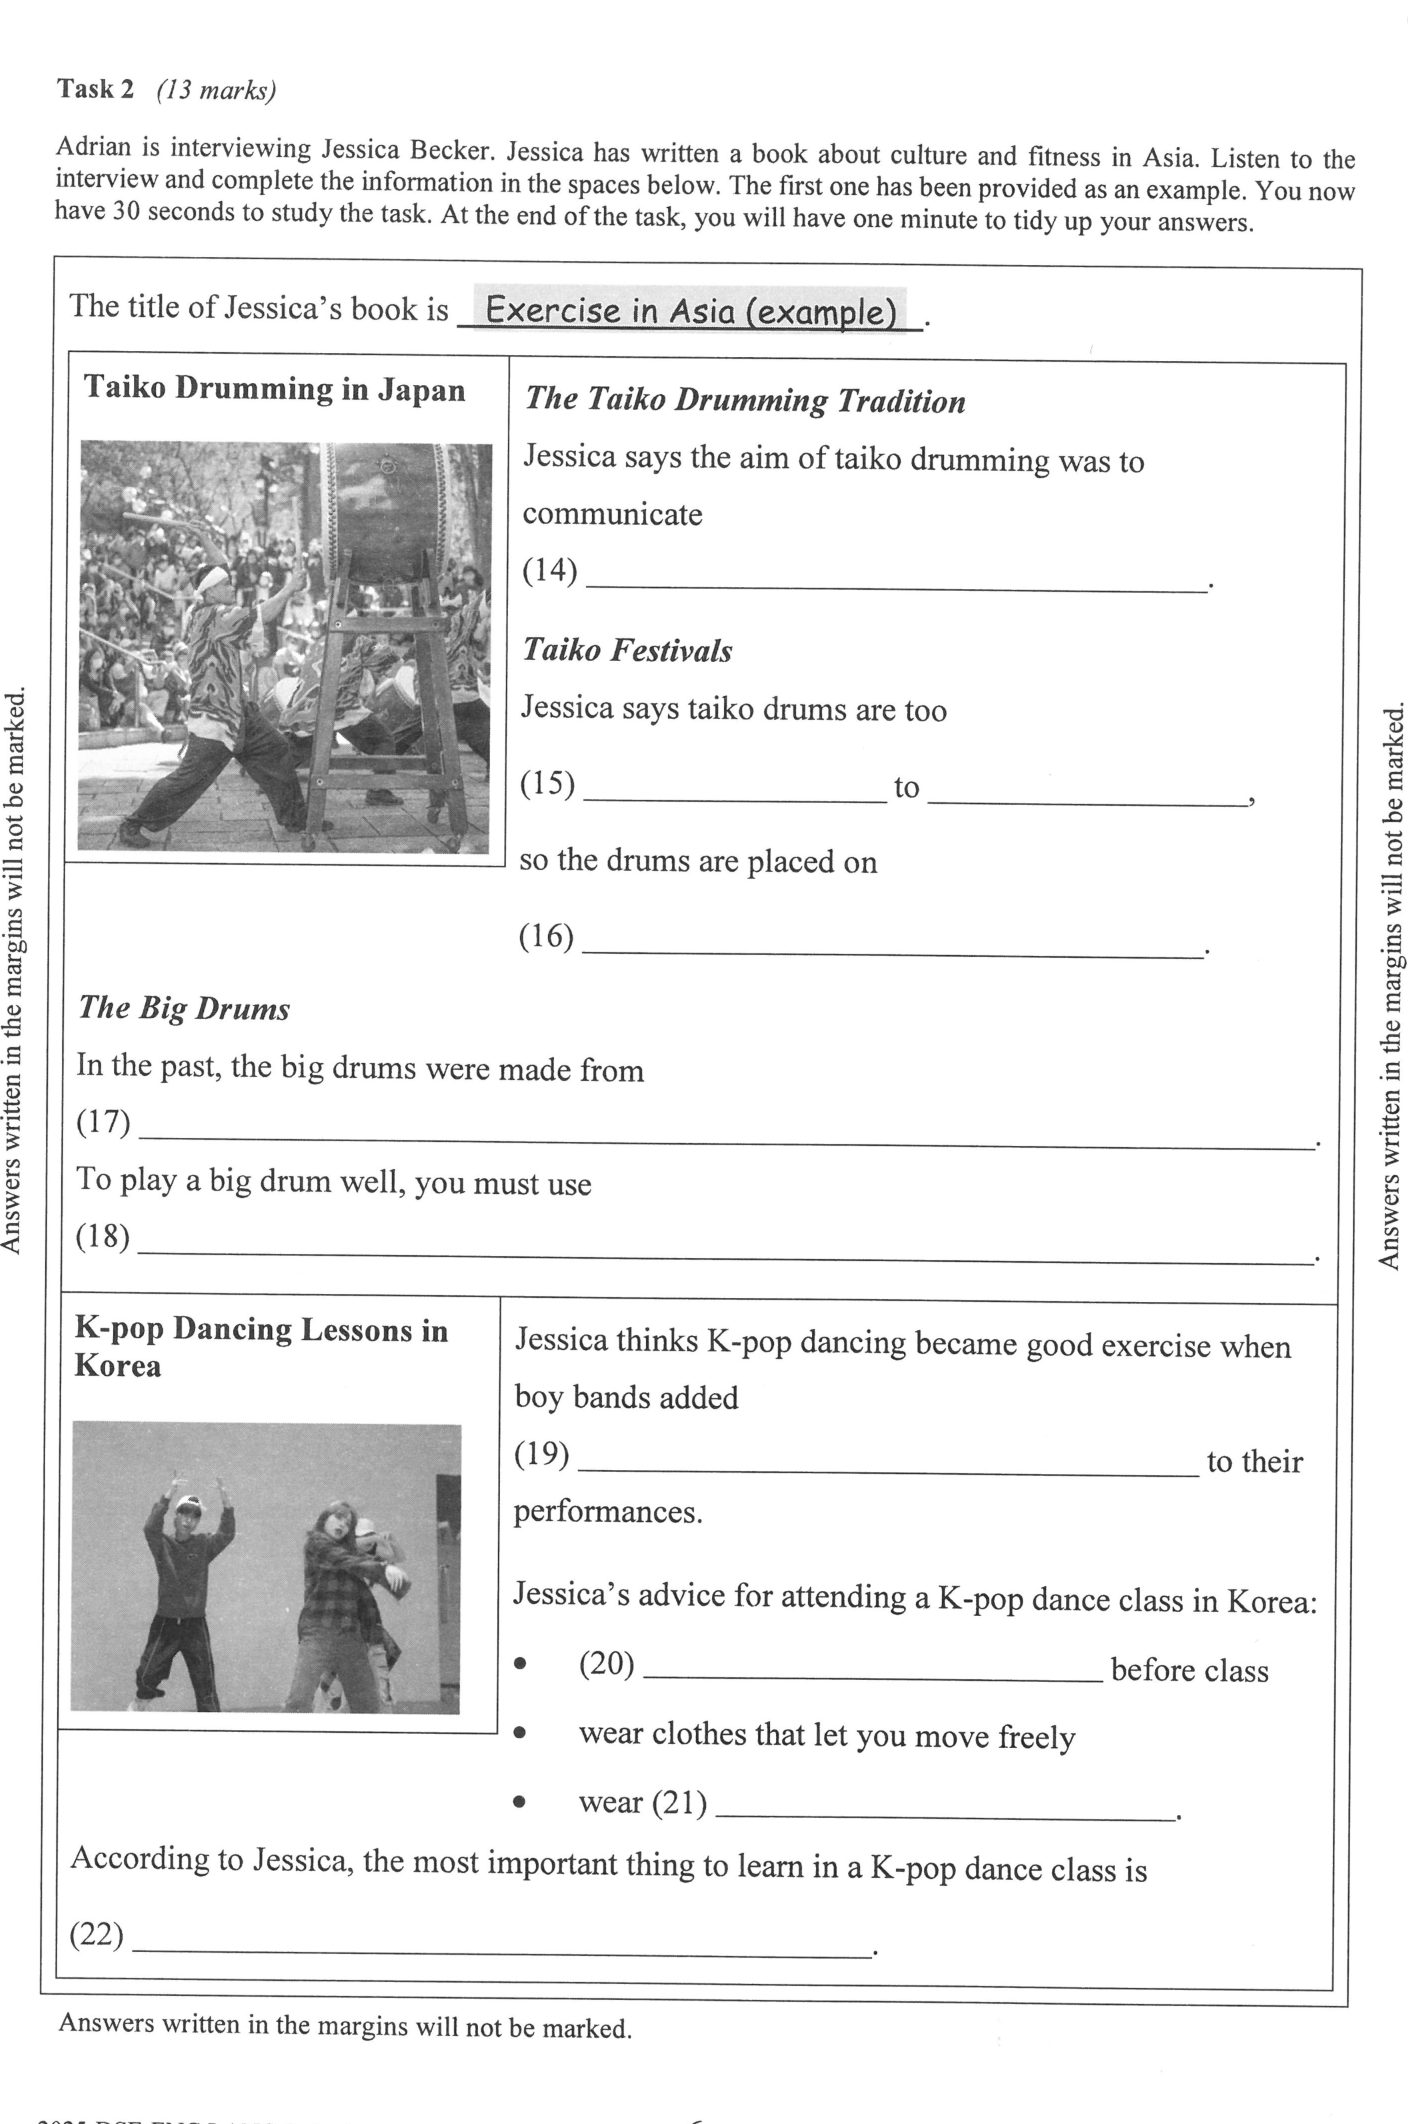 Task 2 (13 marks)
Adrian is interviewing Jessica Becker. Jessica has written a book about culture and fitness in Asia. Listen to the
interview and complete the information in the spaces below. The first one has been provided as an example. You now
have 30 seconds to study the task. At the end of the task, you will have one minute to tidy up your answers.
The title of Jessica's book is Exercise in Asia (example).
Taiko Drumming in Japan
The Taiko Drumming Tradition
Jessica says the aim of taiko drumming was to
communicate
(14) ______________________________.
Taiko Festivals
Jessica says taiko drums are too
(15) _______________ to _______________,
so the drums are placed on
(16) ______________________________.
The Big Drums
In the past, the big drums were made from
(17) ______________________________.
To play a big drum well, you must use
(18) ______________________________.
K-pop Dancing Lessons in
Korea
Jessica thinks K-pop dancing became good exercise when
boy bands added
(19) ______________________________ to their
performances.
Jessica's advice for attending a K-pop dance class in Korea:
• (20) ______________________ before class
• wear clothes that let you move freely
• wear (21) ______________________.
According to Jessica, the most important thing to learn in a K-pop dance class is
(22) ______________________________.
Answers written in the margins will not be marked.
Answers written in the margins will not be marked.
Answers written in the margins will not be marked.